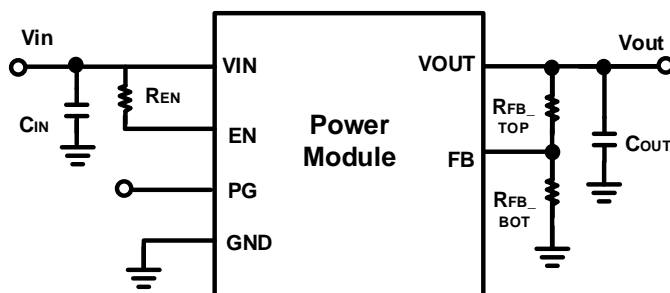 Vin
VIN
REN
CIN
EN
PG
GND
Power
Module
VOUT
FB
Vout
RFB_
TOP
COUT
RFB_
BOT